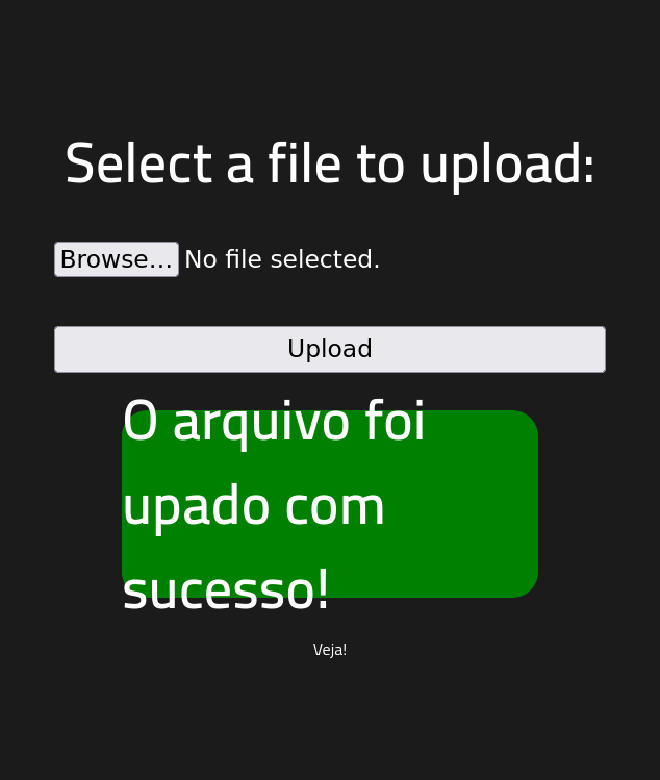 Select a file to upload:
Browse... No file selected.
Upload
O arquivo foi
upado com
sucesso!
Veja!